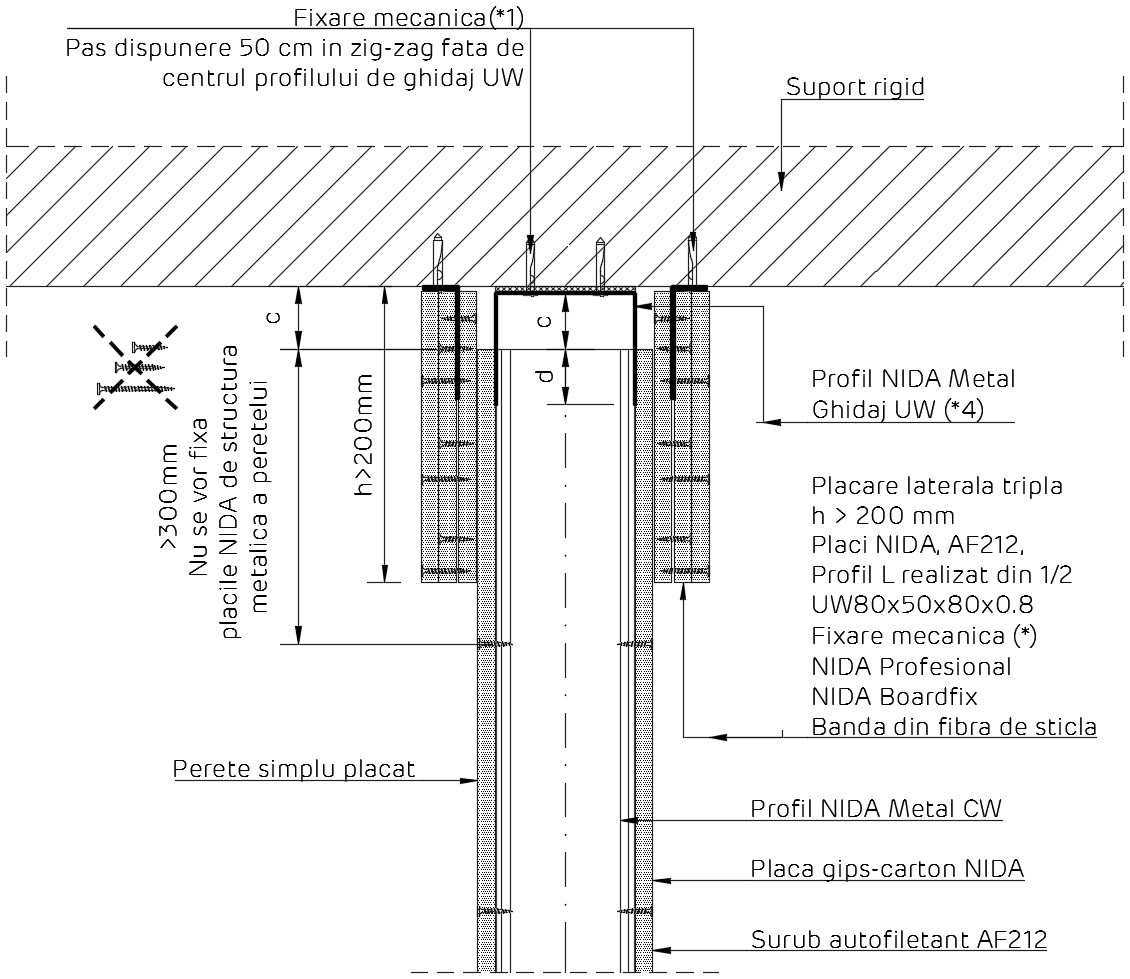 Fixare mecanica(*1)
Pas dispunere 50 cm in zig-zag fata de
centrul profilului de ghidaj UW
Suport rigid
c
c
d
h>200mm
>300mm
Nu se vor fixa
placile NIDA de structura
metalica a peretelui
Profil NIDA Metal
Ghidaj UW (*4)
Placare laterala tripla
h > 200 mm
Placi NIDA, AF212,
Profil L realizat din 1/2
UW80x50x80x0.8
Fixare mecanica (*)
NIDA Profesional
NIDA Boardfix
Banda din fibra de sticla
Perete simplu placat
Profil NIDA Metal CW
Placa gips-carton NIDA
Surub autofiletant AF212